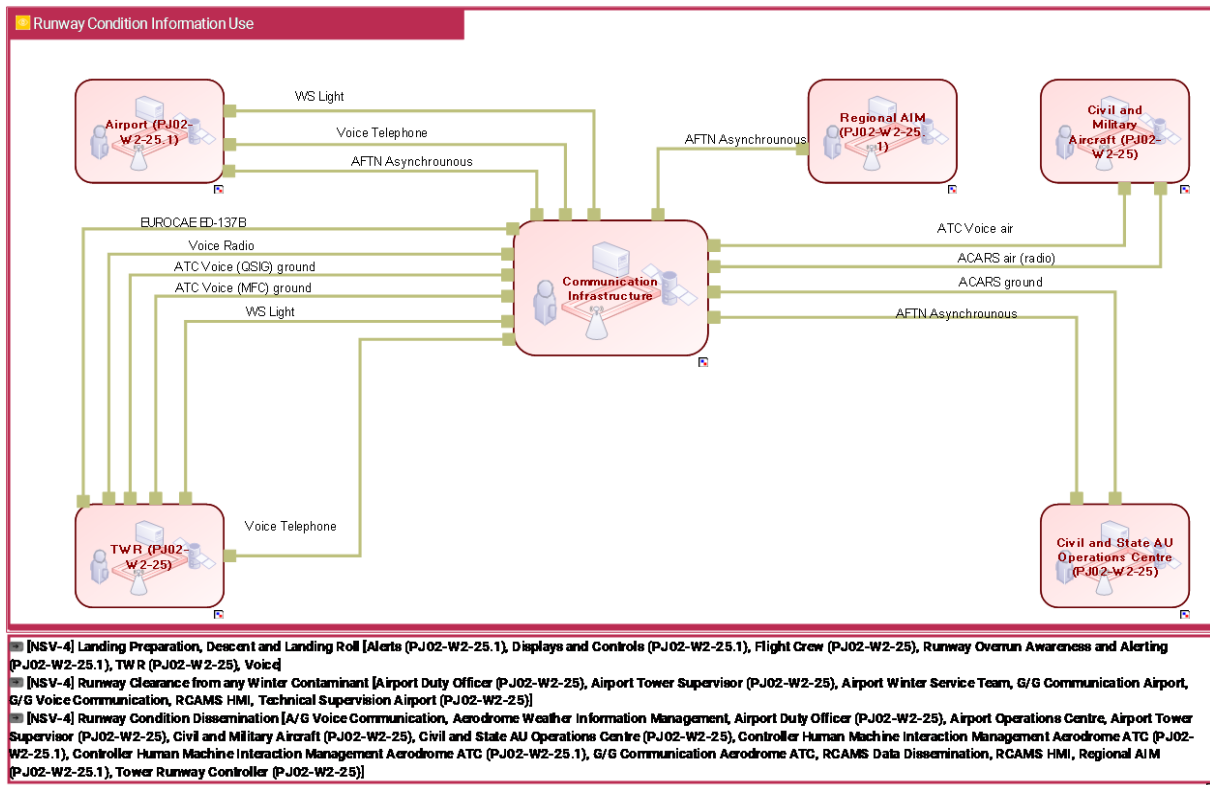 Runway Condition Information Use
Airport (PJ02-
W2-25.1)
WS Light
Voice Telephone
AFTN Asynchrounous
Regional AIM
(PJ02-W2-25.
1)
AFTN Asynchrounous
Civil and
Military
Aircraft (PJ02-
W2-25)
EUROCAE ED-137B
Voice Radio
ATC Voice (QSIG) ground
ATC Voice (MFC) ground
WS Light
Communication
Infrastructure
ATC Voice air
ACARS air (radio)
ACARS ground
AFTN Asynchrounous
Voice Telephone
TWR (PJ02-
W2-25)
Civil and State AU
Operations Centre
(PJ02-W2-25)
[NSV-4] Landing Preparation, Descent and Landing Roll [Alerts (PJ02-W2-25.1), Displays and Controls (PJ02-W2-25.1), Flight Crew (PJ02-W2-25), Runway Overrun Awareness and Alerting
(PJ02-W2-25.1), TWR (PJ02-W2-25), Voice]
[NSV-4] Runway Clearance from any Winter Contaminant [Airport Duty Officer (PJ02-W2-25), Airport Tower Supervisor (PJ02-W2-25), Airport Winter Service Team, G/G Communication Airport,
G/G Voice Communication, RCAMS HMI, Technical Supervision Airport (PJ02-W2-25)]
[NSV-4] Runway Condition Dissemination [A/G Voice Communication, Aerodrome Weather Information Management, Airport Duty Officer (PJ02-W2-25), Airport Operations Centre, Airport Tower
Supervisor (PJ02-W2-25), Civil and Military Aircraft (PJ02-W2-25), Civil and State AU Operations Centre (PJ02-W2-25), Controller Human Machine Interaction Management Aerodrome ATC (PJ02-
W2-25.1), Controller Human Machine Interaction Management Aerodrome ATC (PJ02-W2-25.1), G/G Communication Aerodrome ATC, RCAMS Data Dissemination, RCAMS HMI, Regional AIM
(PJ02-W2-25.1), Tower Runway Controller (PJ02-W2-25)]